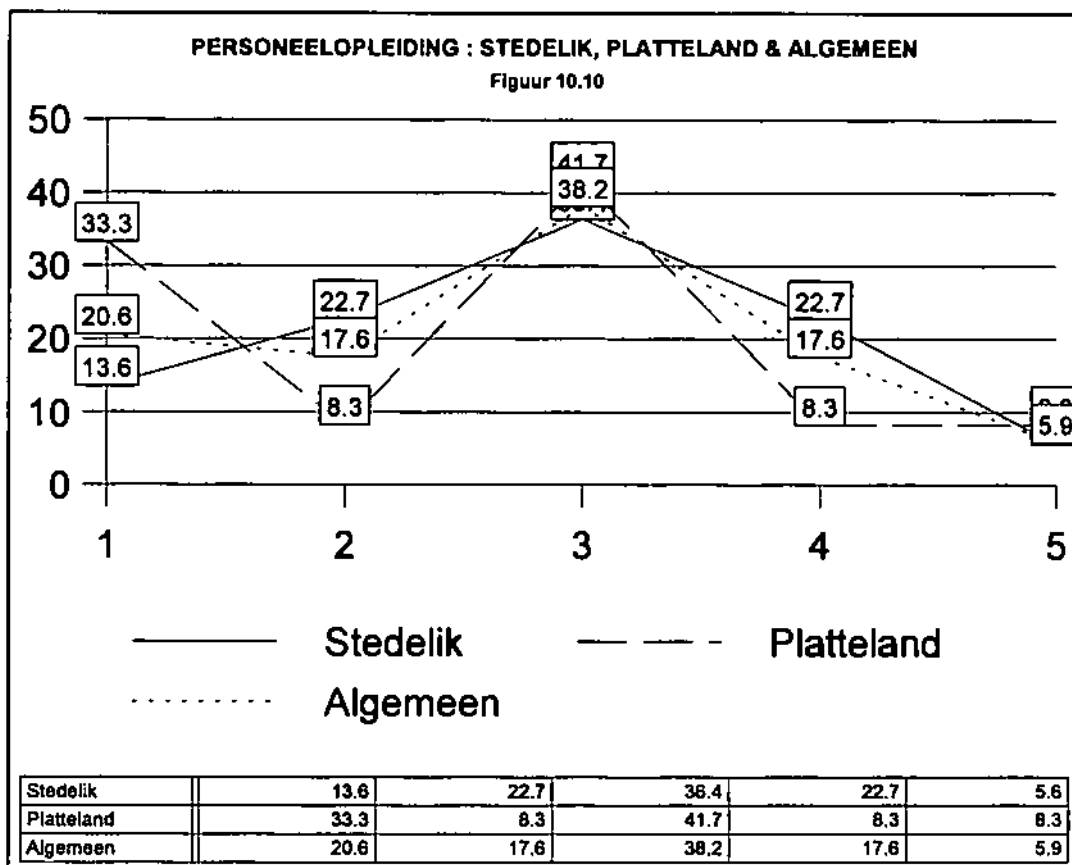 PERSONEELOPLEIDING : STEDELIK, PLATTELAND & ALGEMEEN
Figuur 10.10
50
40
30
20
10
0
33.3
20.6
13.6
22.7
17.6
8.3
41.7
38.2
22.7
17.6
8.3
5.9
1 2 3 4 5
Stedelik Platteland
Algemeen
Stedelik 13.6 22.7 36.4 22.7 5.6
Platteland 33.3 8.3 41.7 8,3 8.3
Algemeen 20.6 17,6 38,2 17,6 5.9